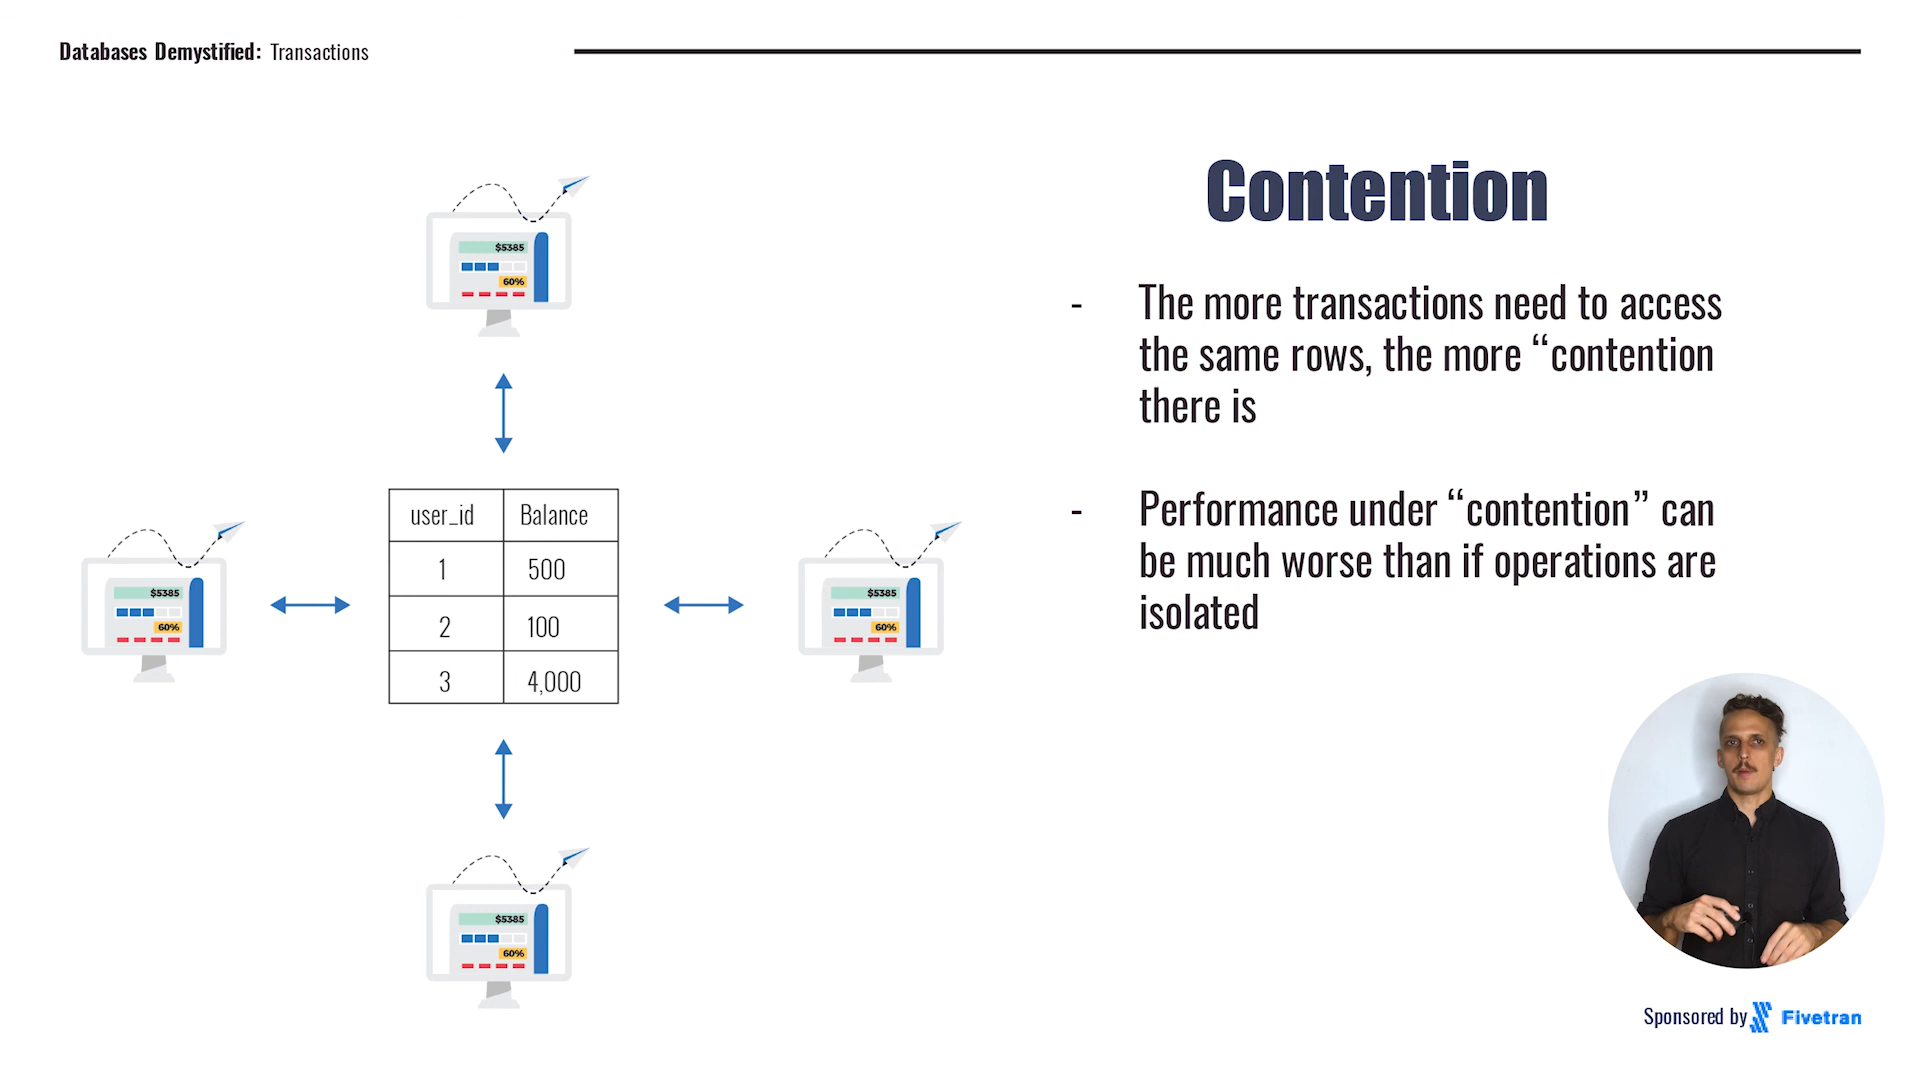 Databases Demystified: Transactions
Contention
- The more transactions need to access
the same rows, the more “contention
there is
- Performance under “contention” can
be much worse than if operations are
isolated
$5385
60%
user_id Balance
1 500
2 100
3 4,000
$5385
60%
$5385
60%
$5385
60%
Sponsored by Fivetran